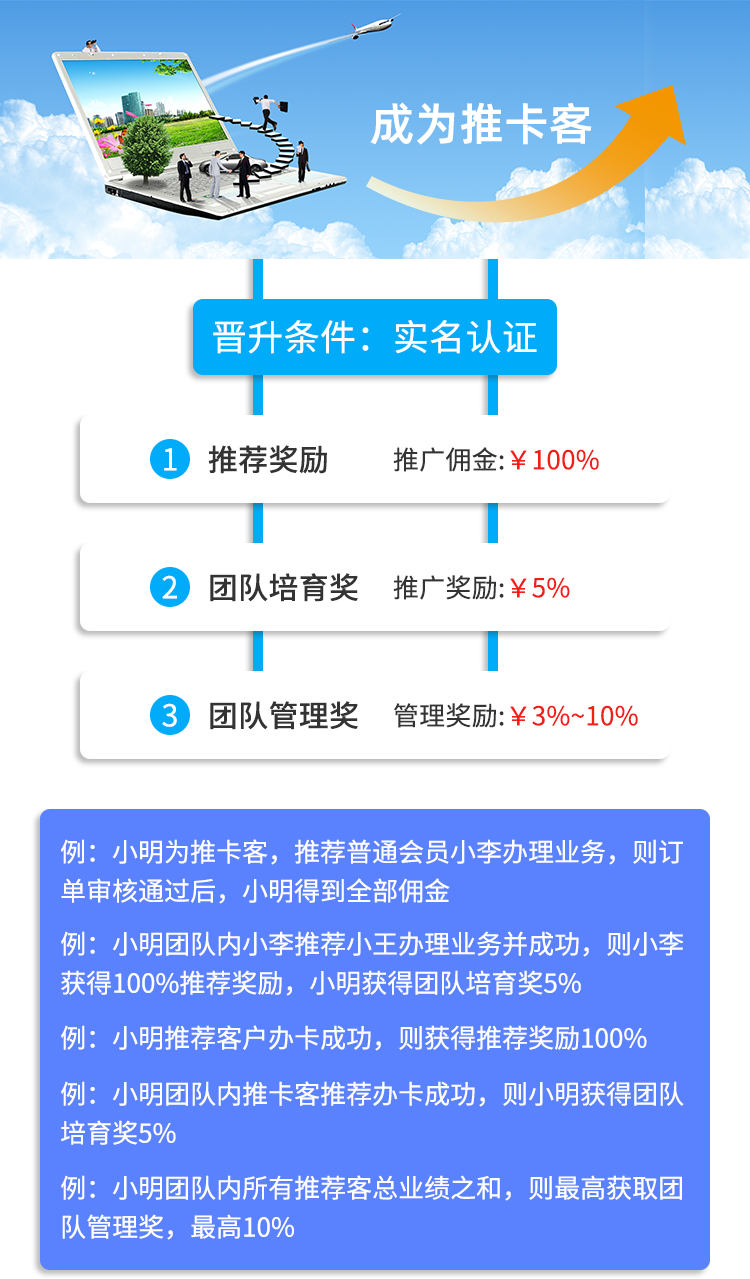 成为推卡客
晋升条件：实名认证
1 推荐奖励 推广佣金:￥100%
2 团队培育奖 推广奖励:￥5%
3 团队管理奖 管理奖励:￥3%~10%
例：小明为推卡客，推荐普通会员小李办理业务，则订
单审核通过后，小明得到全部佣金
例：小明团队内小李推荐小王办理业务并成功，则小李
获得100%推荐奖励，小明获得团队培育奖5%
例：小明推荐客户办卡成功，则获得推荐奖励100%
例：小明团队内推卡客推荐办卡成功，则小明获得团队
培育奖5%
例：小明团队内所有推荐客总业绩之和，则最高获取团
队管理奖，最高10%